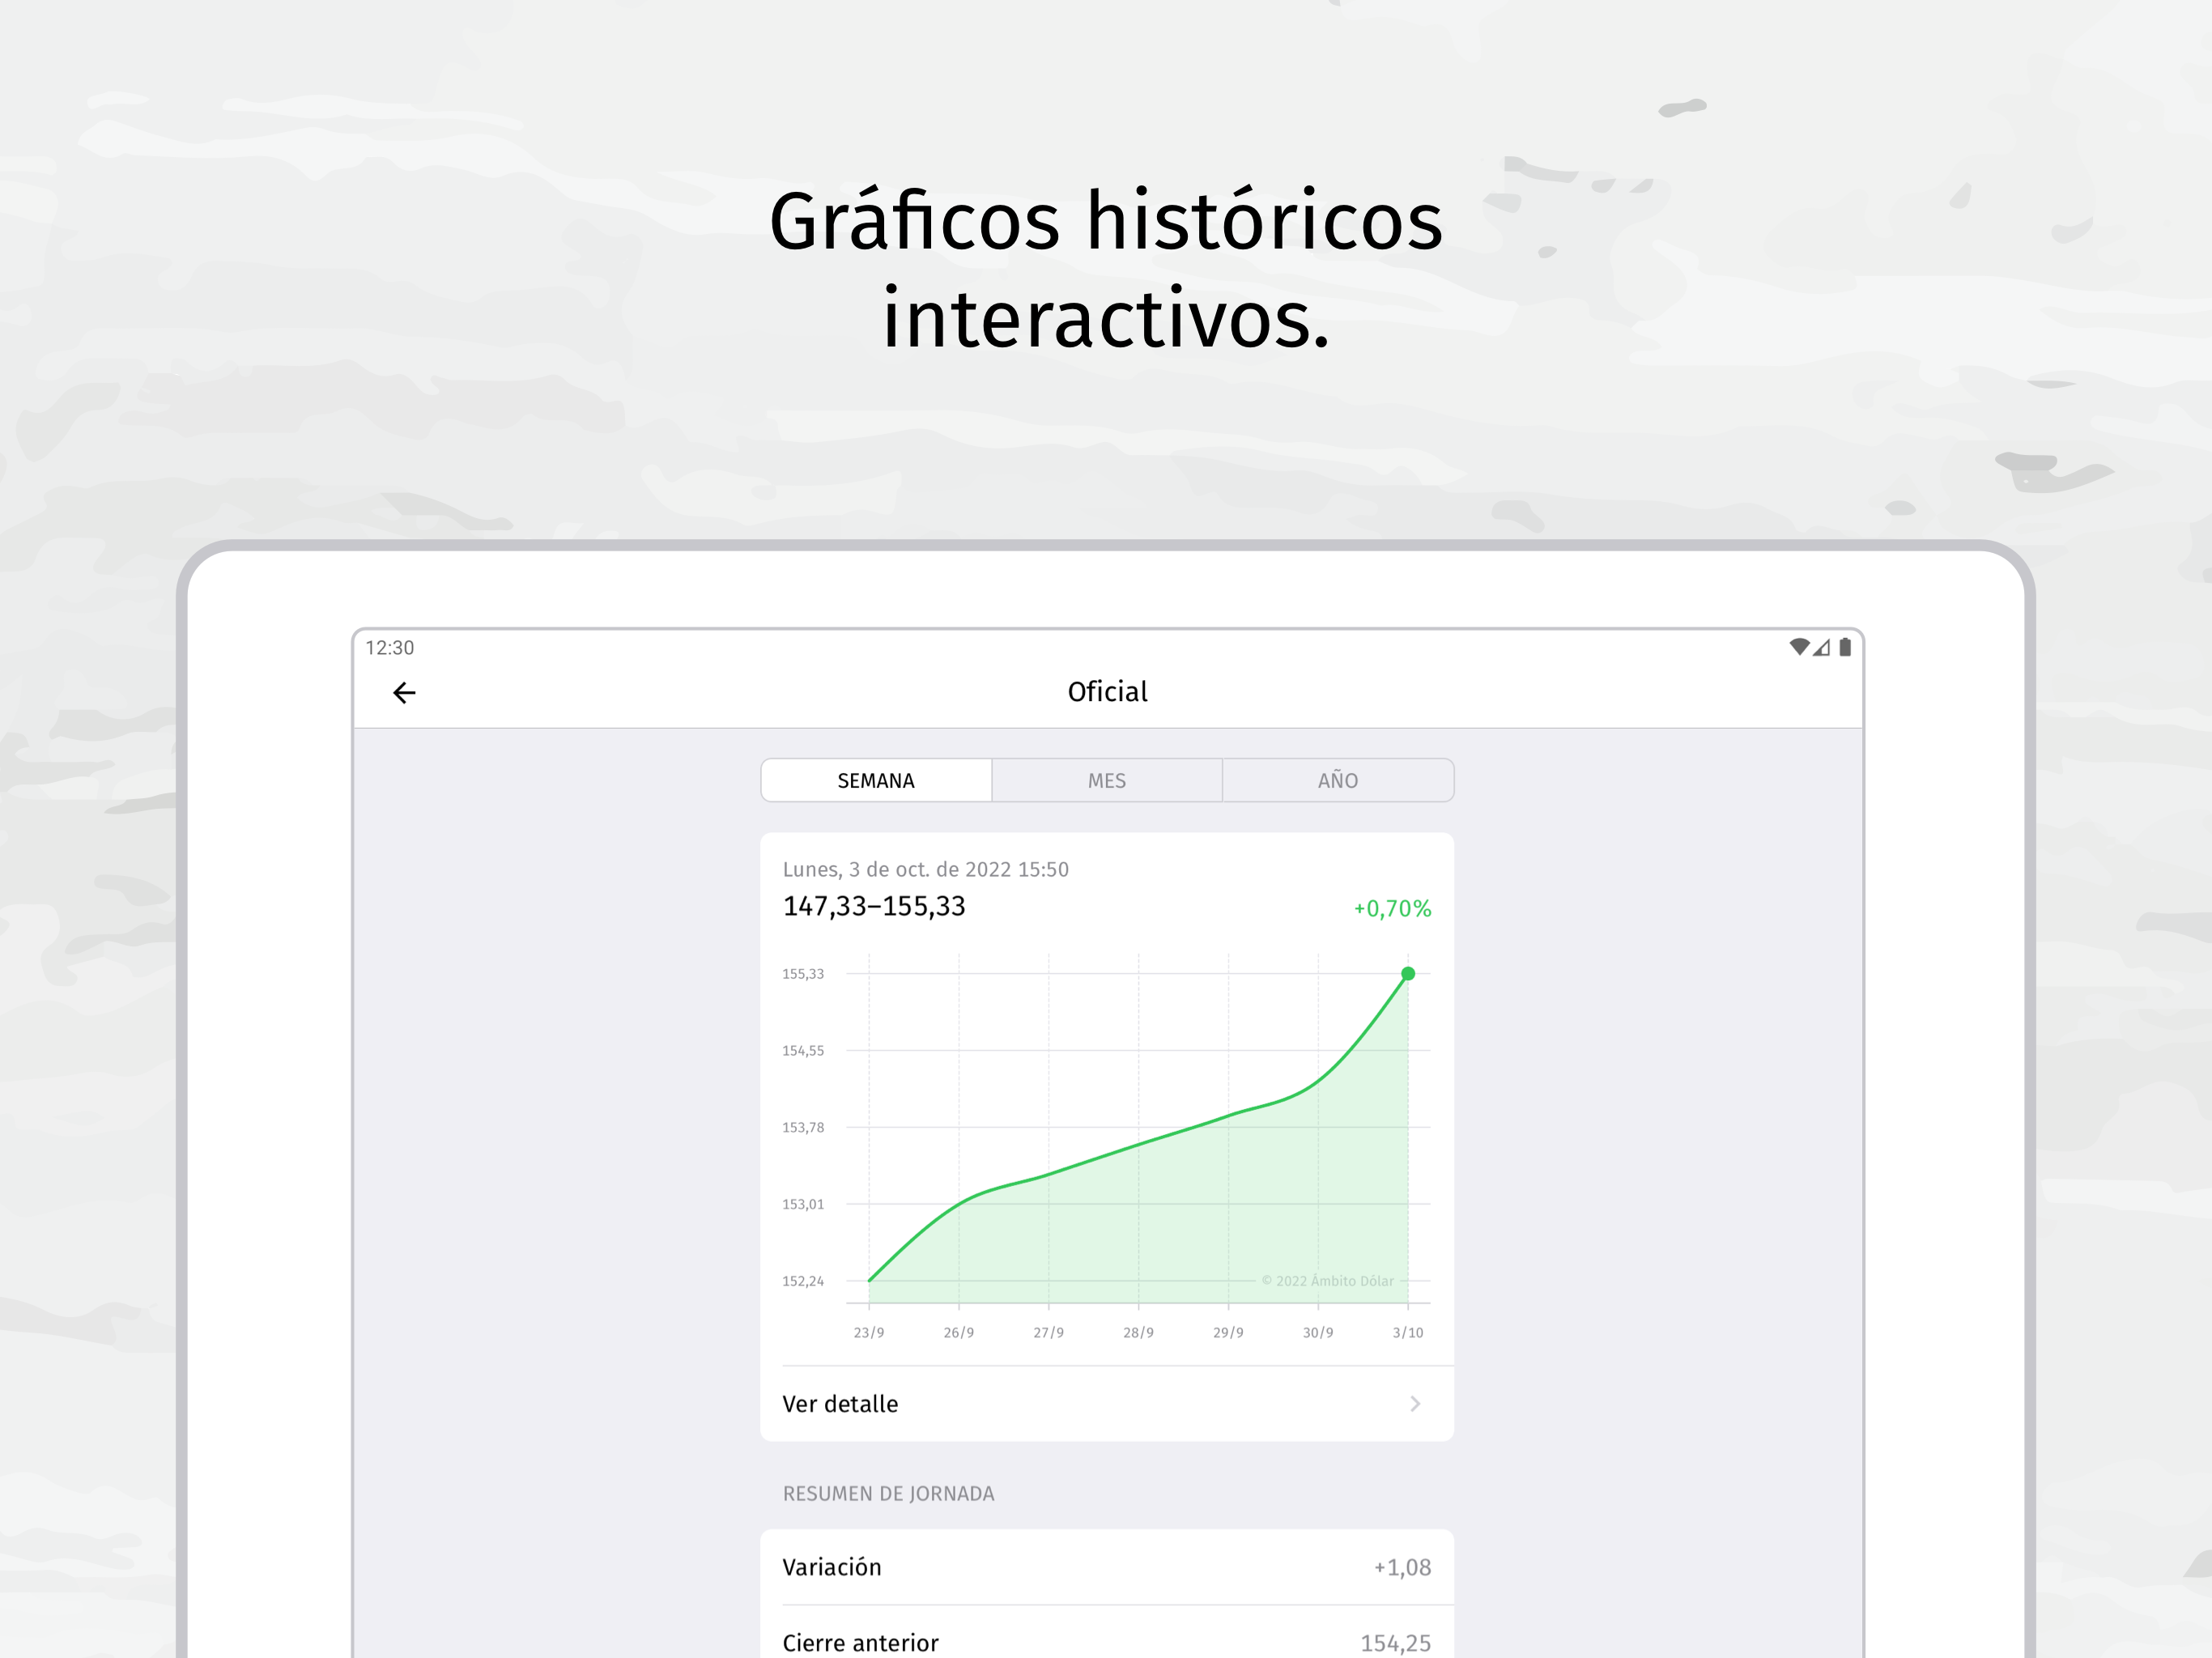 Gráficos históricos
interactivos.
12:30
Oficial
SEMANA MES AÑO
Lunes, 3 de oct. de 2022 15:50
147,33–155,33 +0,70%
155,33
154,55
153,78
153,01
152,24
© 2022 Ámbito Dólar
23/9 26/9 27/9 28/9 29/9 30/9 3/10
Ver detalle
RESUMEN DE JORNADA
Variación +1,08
Cierre anterior 154,25